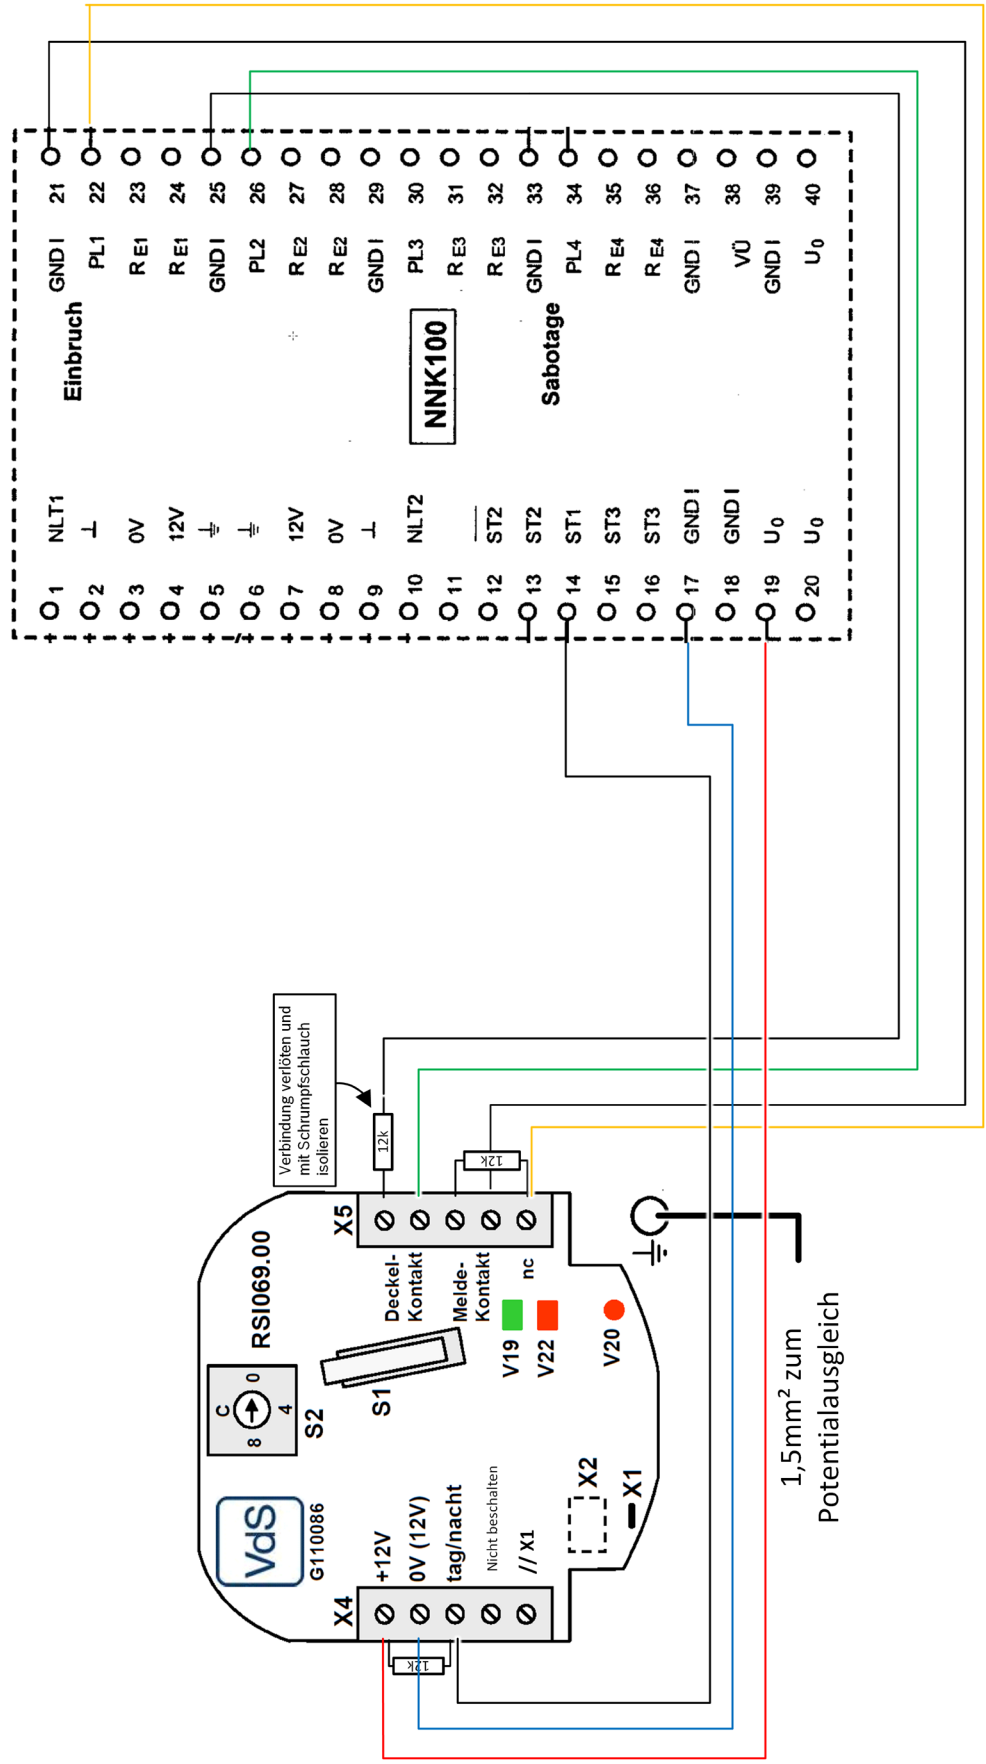 21 GND I
22 PL1
23 R E1
24 R E1
25 GND I
26 PL2
27 R E2
28 R E2
29 GND I
30 PL3
31 R E3
32 R E3
33 GND I
34 PL4
35 R E4
36 R E4
37 GND I
38 VÜ
39 GND I
40 U0
Einbruch
NNK100
Sabotage
1 NLT1
2 ⊥
3 0V
4 12V
5
6
7 12V
8 0V
9 ⊥
10 NLT2
11
12 ST2
13 ST2
14 ST1
15 ST3
16 ST3
17 GND I
18 GND I
19 U0
20 U0
Verbindung verlöten und
mit Schrumpfschlauch
isolieren
12k
12k
X5
RSI069.00
Deckel-
Kontakt
Melde-
Kontakt
nc
V19
V22
V20
S1
S2
C
0
4
8
VdS
G110086
X4
+12V
0V (12V)
tag/nacht
Nicht beschalten
// X1
X2
X1
12k
1,5mm² zum
Potentialausgleich